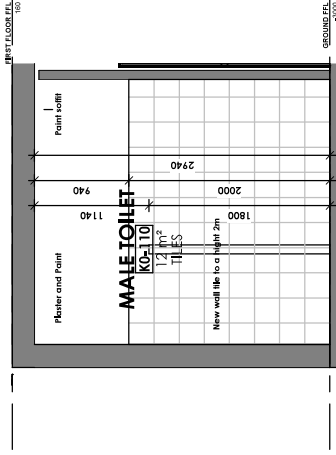 FIRST FLOOR FFL
160
GROUND FFL
Paint soffit
2940
940
2000
1140
1800
MALE TOILET
K0-110
12 m²
TILES
Plaster and Paint
New wall tile to a hight 2m